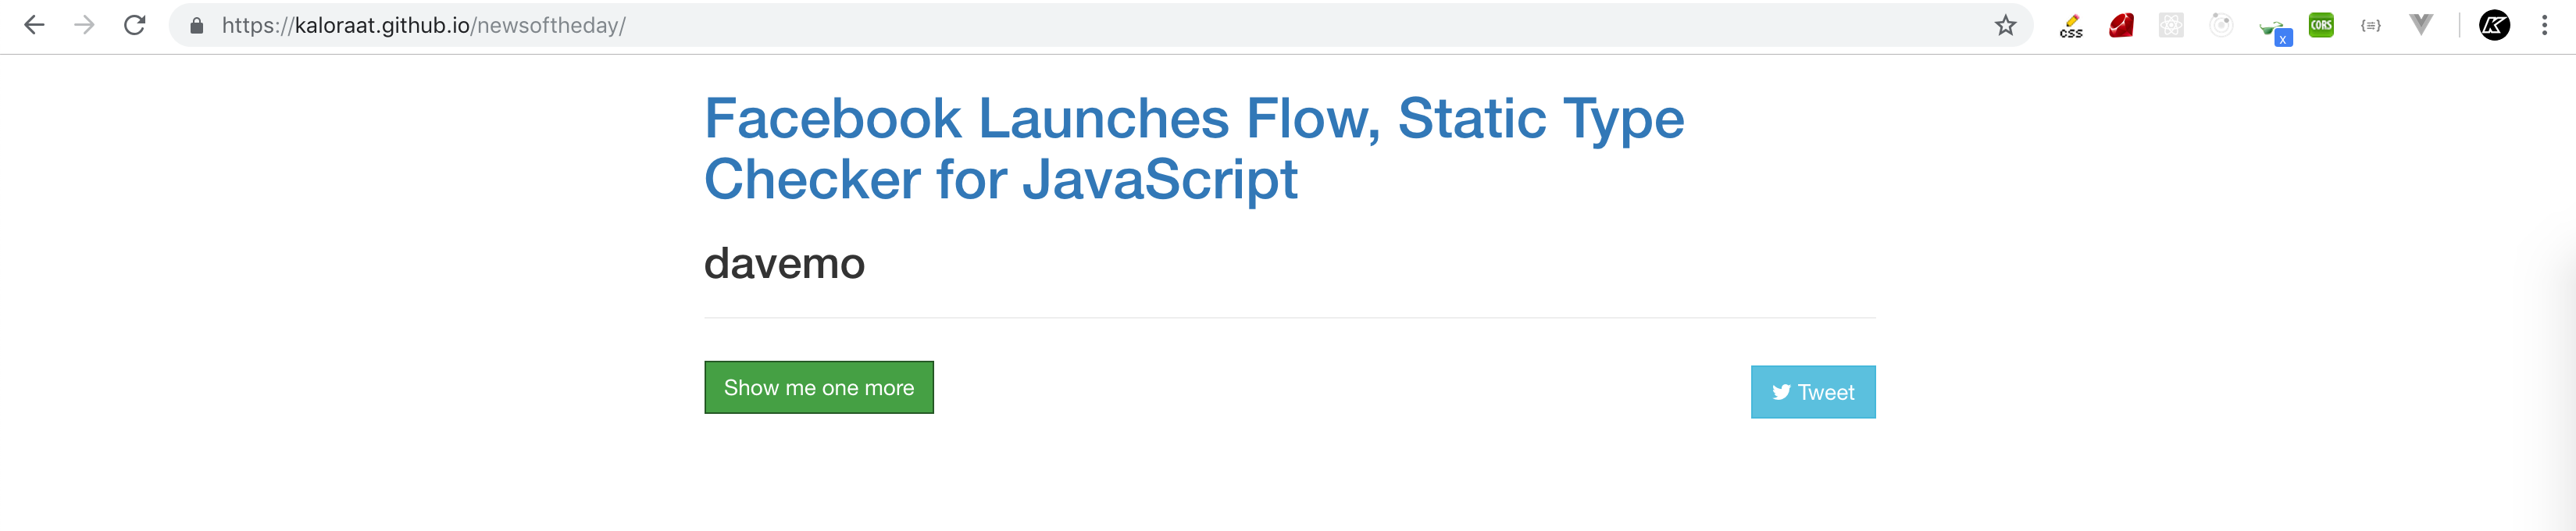 https://kaloraat.github.io/newsoftheday/
css
x
CORS
{≡}
Facebook Launches Flow, Static Type
Checker for JavaScript
davemo
Show me one more
Tweet